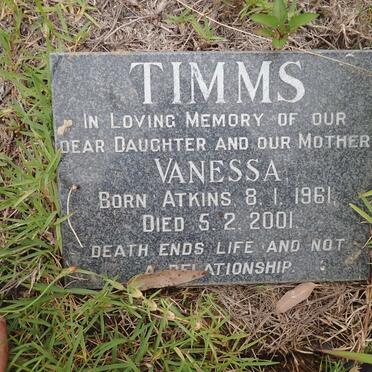 TIMMS
IN LOVING MEMORY OF OUR
DEAR DAUGHTER AND OUR MOTHER
VANESSA
BORN ATKINS 8. 1. 1961.
DIED 5. 2. 2001.
DEATH ENDS LIFE AND NOT
A RELATIONSHIP.